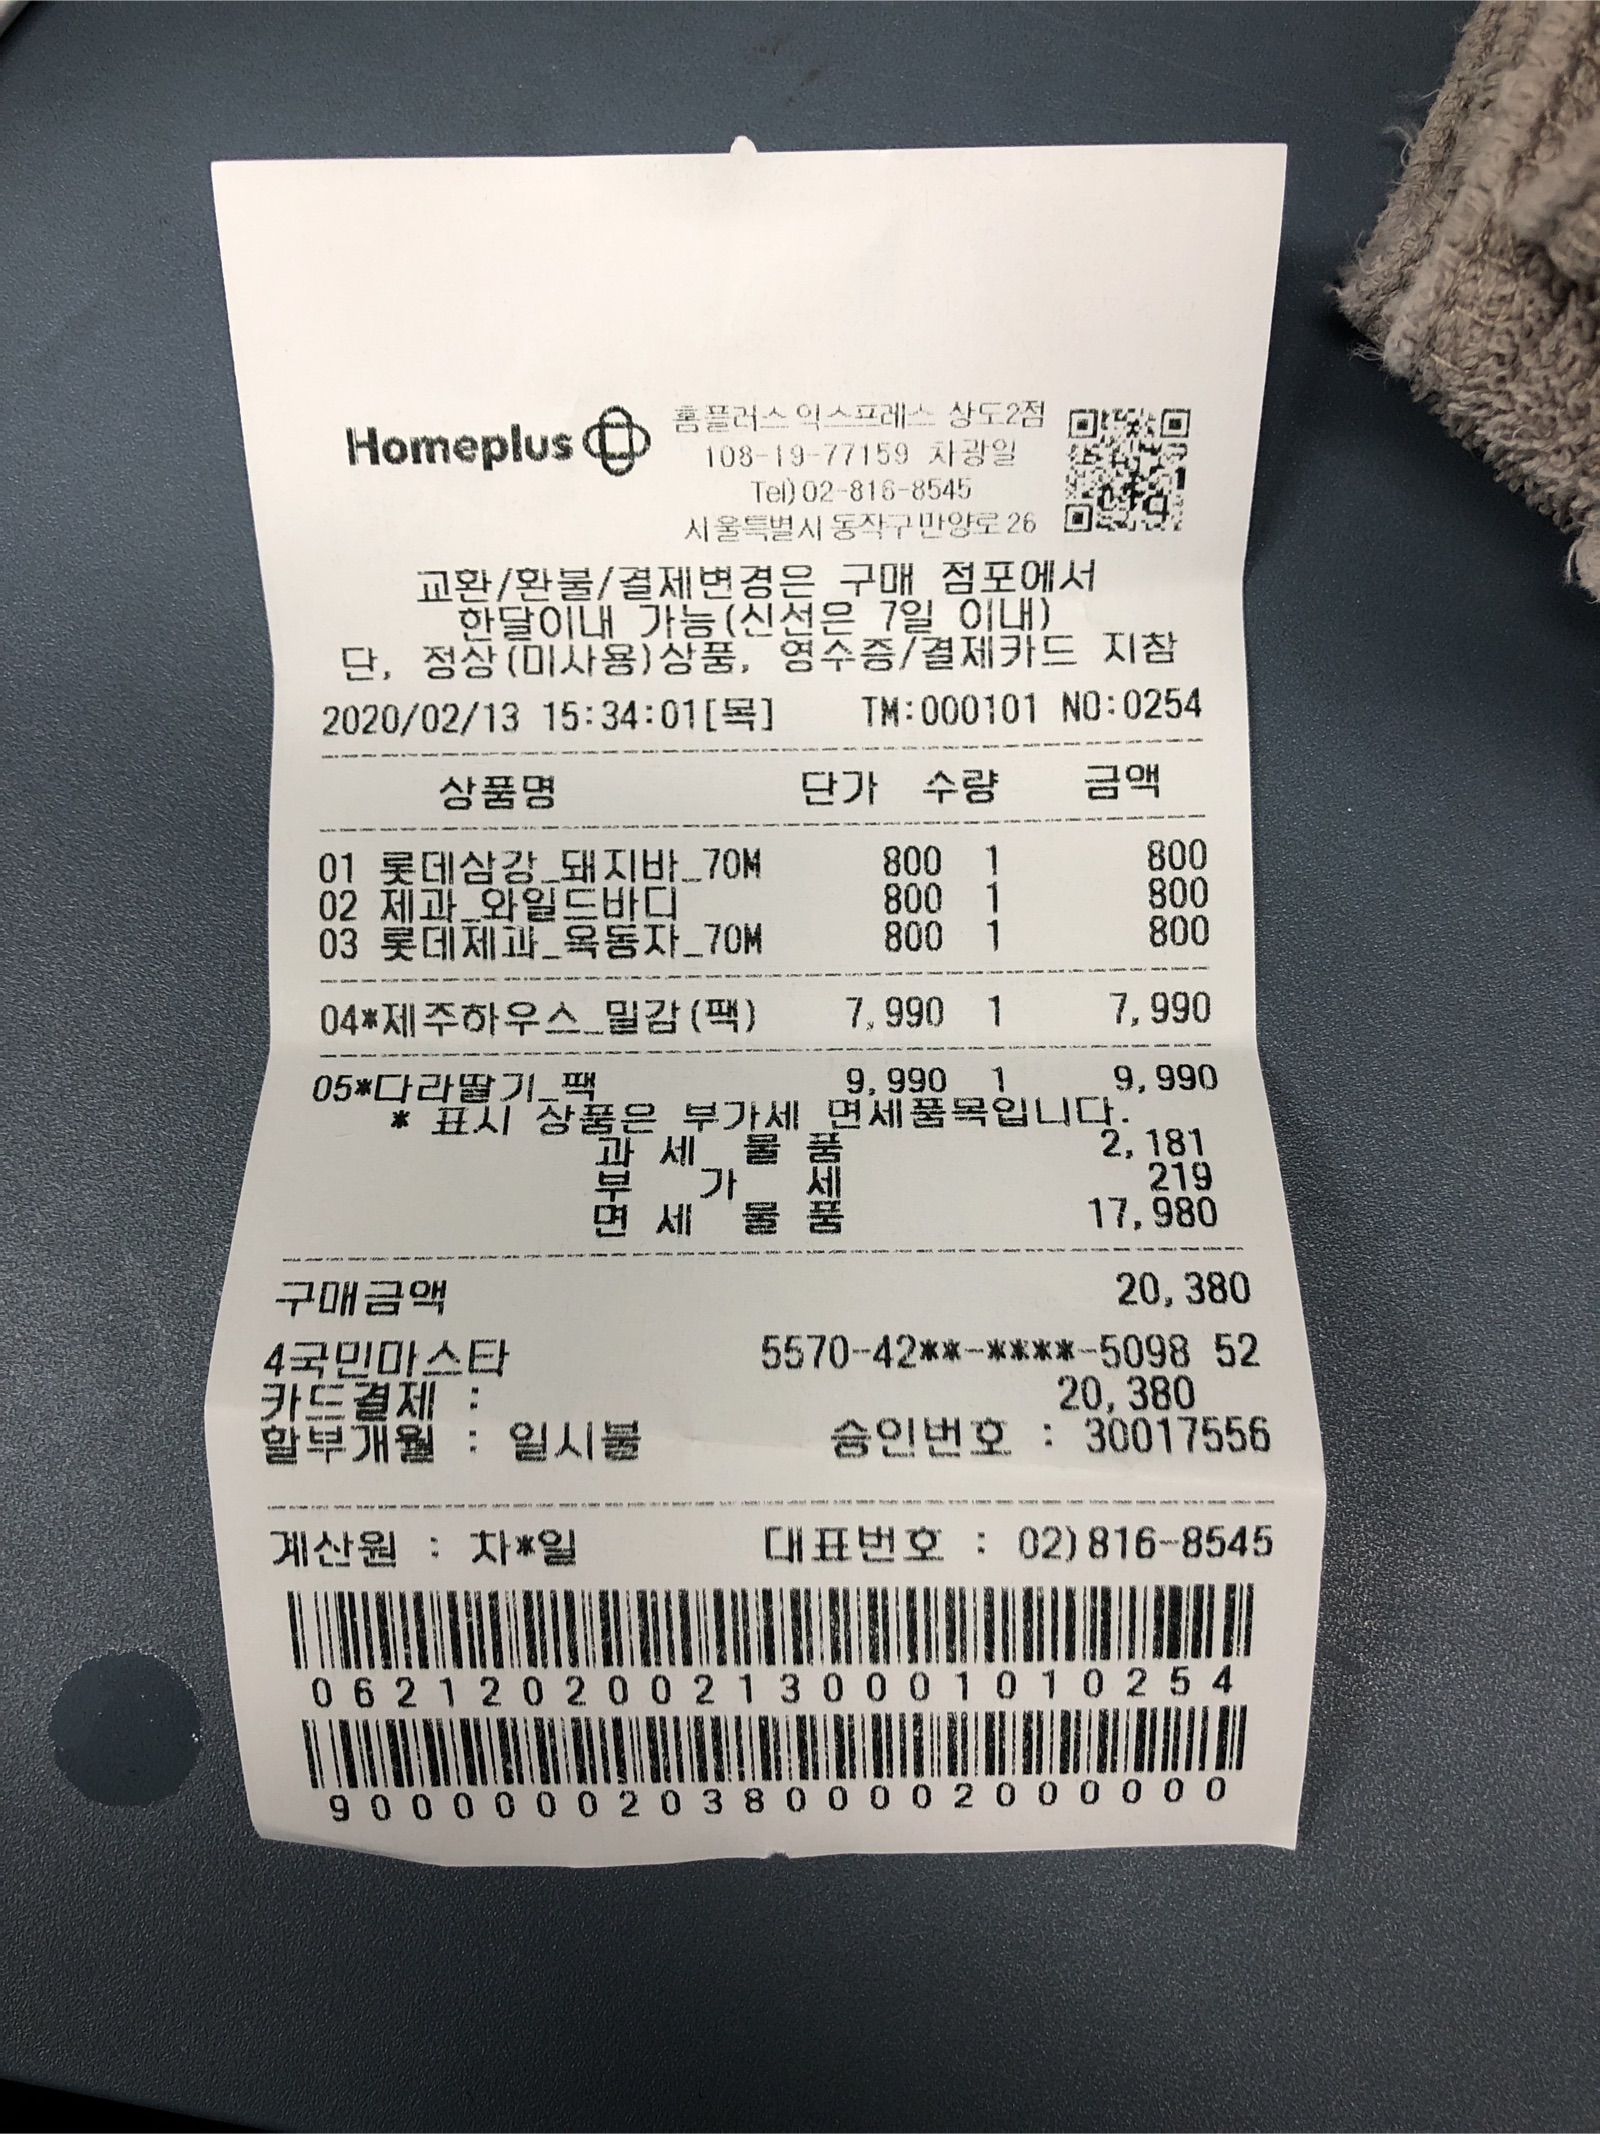 Homeplus
홈플러스 익스프레스 상도2점
108-19-77159 차광일
Tel)02-816-8545
서울특별시 동작구 만양로 26
교환/환불/결제변경은 구매 점포에서
한달이내 가능(신선은 7일 이내)
단, 정상(미사용)상품, 영수증/결제카드 지참
2020/02/13 15:34:01[목] TM:000101 NO:0254
상품명 단가 수량 금액
01 롯데삼강_돼지바_70M 800 1 800
02 제과_와일드바디 800 1 800
03 롯데제과_옥동자_70M 800 1 800
04*제주하우스_밀감(팩) 7,990 1 7,990
05*다라딸기_팩 9,990 1 9,990
* 표시 상품은 부가세 면세품목입니다.
과 세 물 품 2,181
부 가 세 219
면 세 물 품 17,980
구매금액 20,380
4국민마스타 5570-42**-****-5098 52
카드결제 : 20,380
할부개월 : 일시불 승인번호 : 30017556
계산원 : 차*일 대표번호 : 02)816-8545
0621202002130001010254
9000000203800002000000